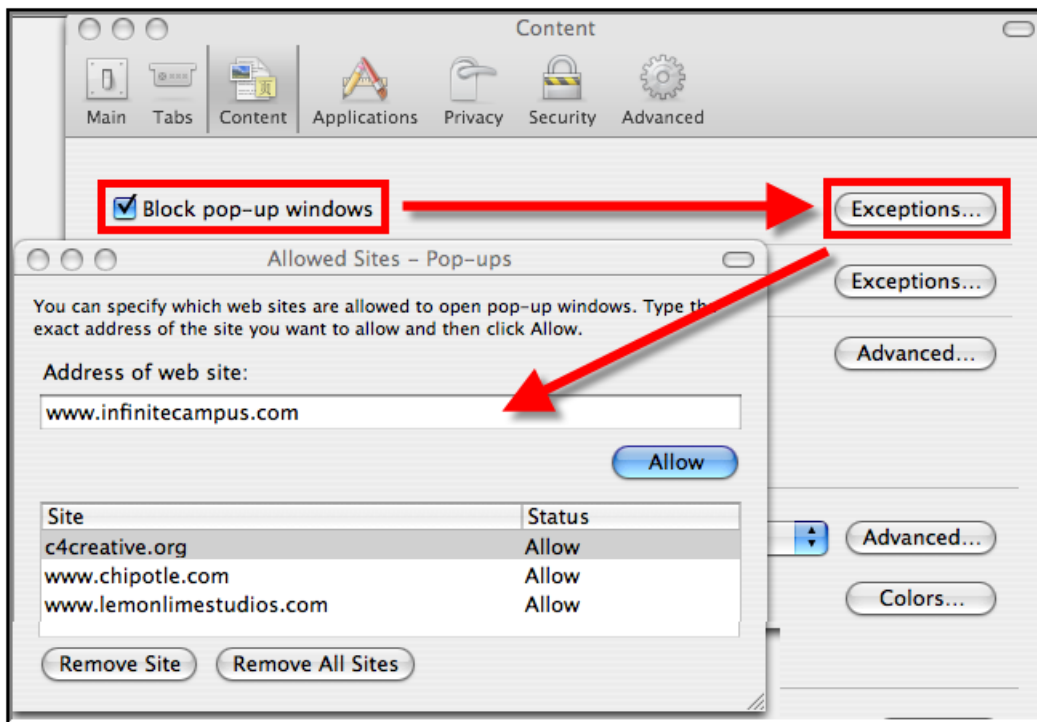 Content
Main Tabs Content Applications Privacy Security Advanced
Block pop-up windows Exceptions...
Allowed Sites – Pop-ups
Exceptions...
You can specify which web sites are allowed to open pop-up windows. Type the
exact address of the site you want to allow and then click Allow.
Advanced...
Address of web site:
www.infinitecampus.com
Allow
Site Status
c4creative.org Allow
Advanced...
www.chipotle.com Allow
www.lemonlimestudios.com Allow
Colors...
Remove Site Remove All Sites